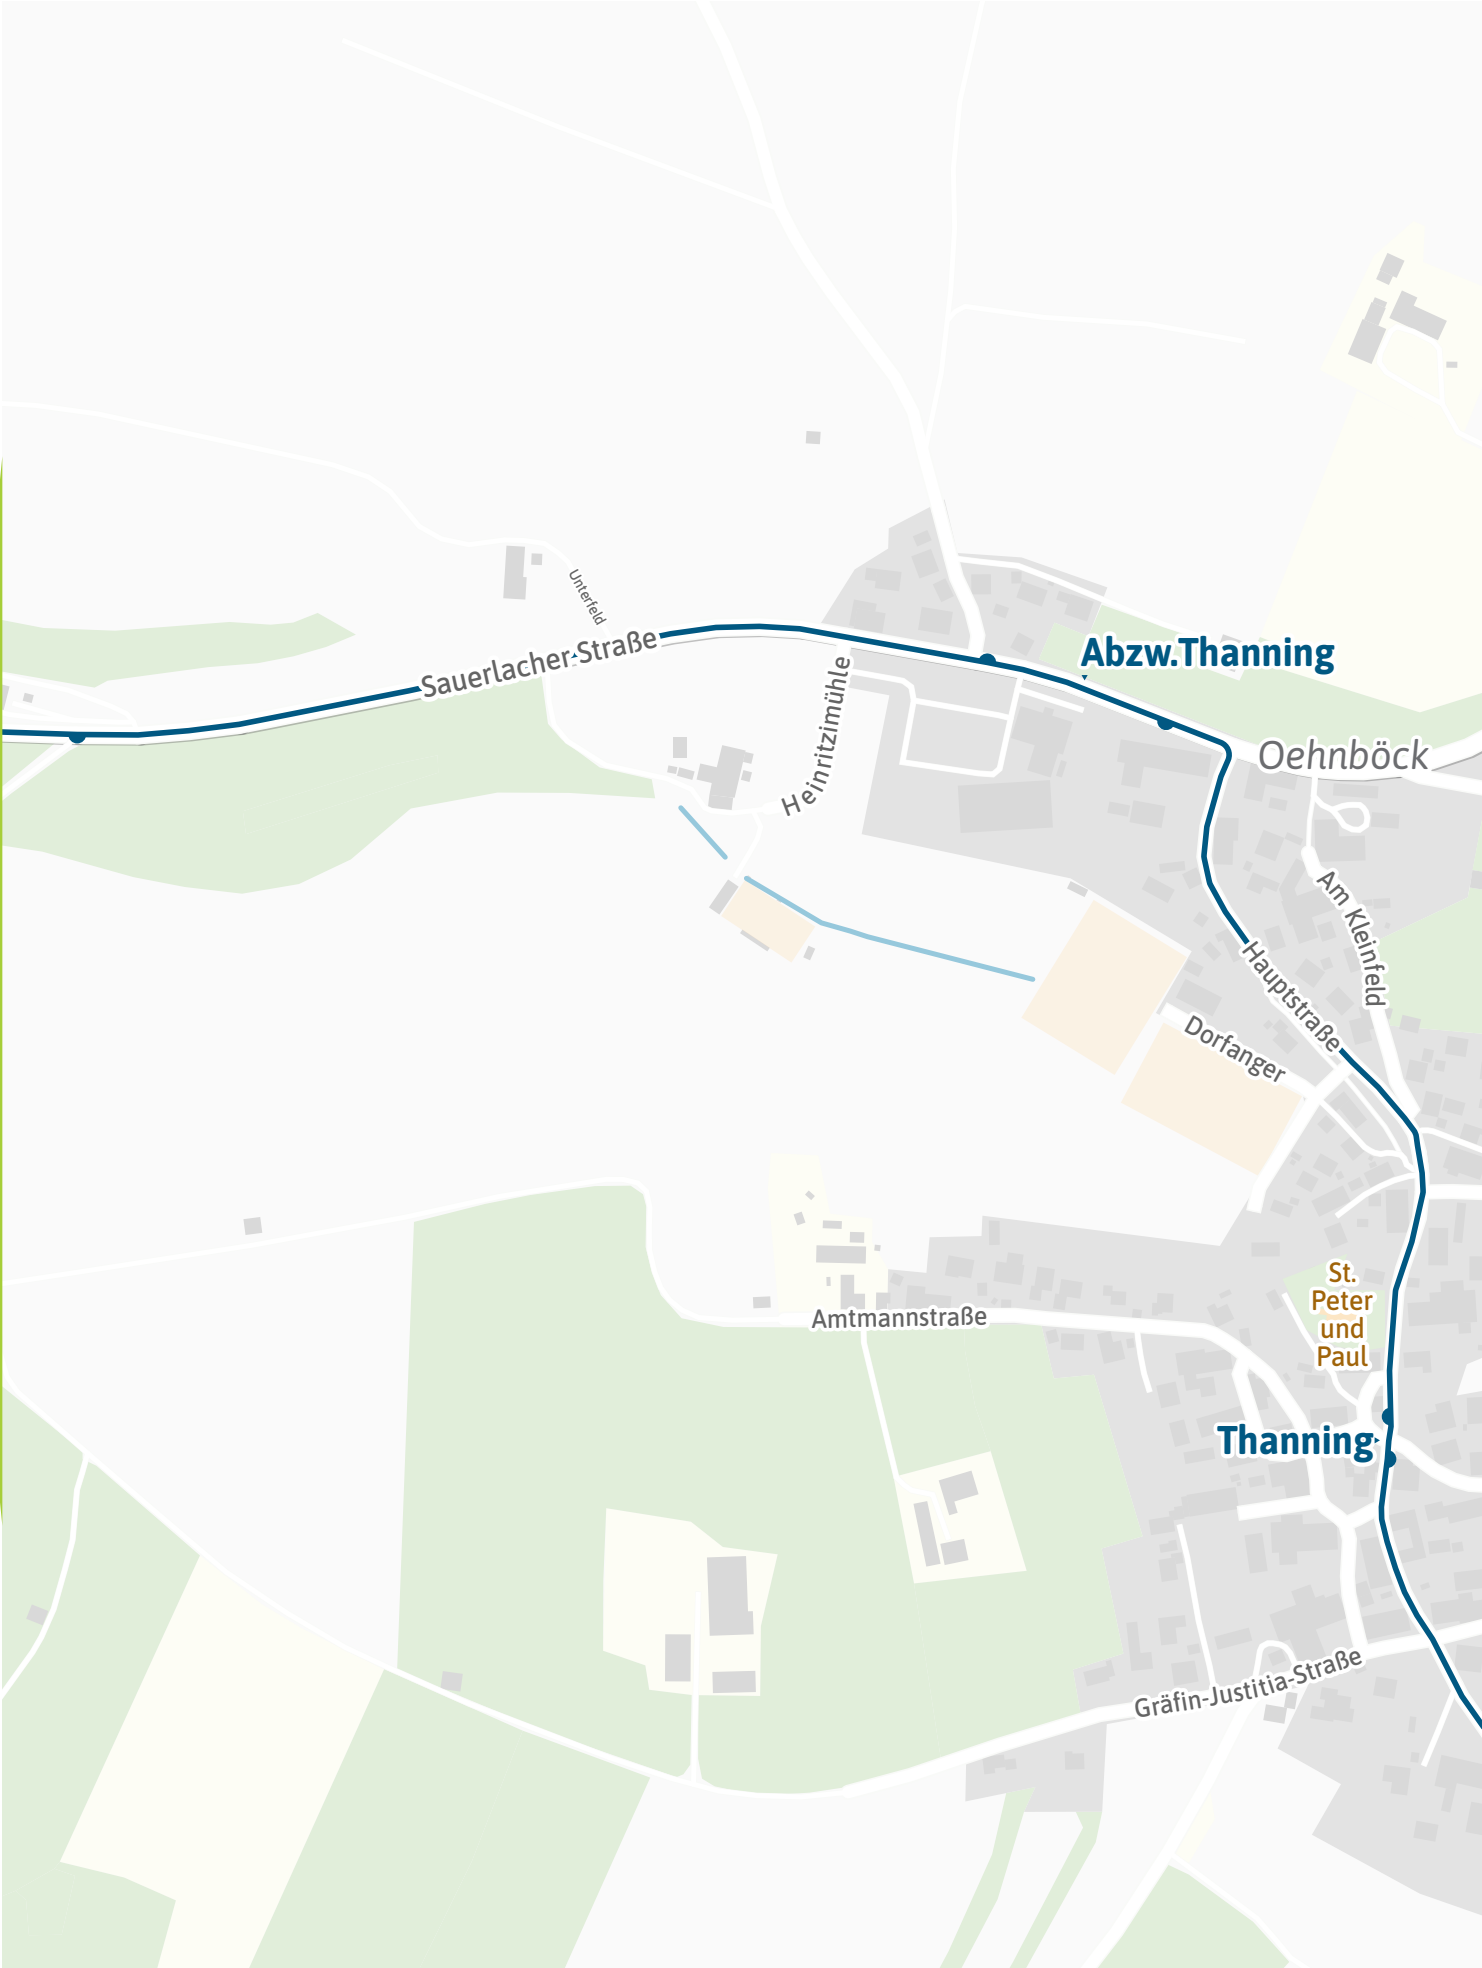 Unterfeld
Sauerlacher Straße
Abzw.Thanning
Heinritzimühle
Oehnböck
Am Kleinfeld
Hauptstraße
Dorfanger
St.
Peter
und
Paul
Amtmannstraße
Thanning
Gräfin-Justitia-Straße